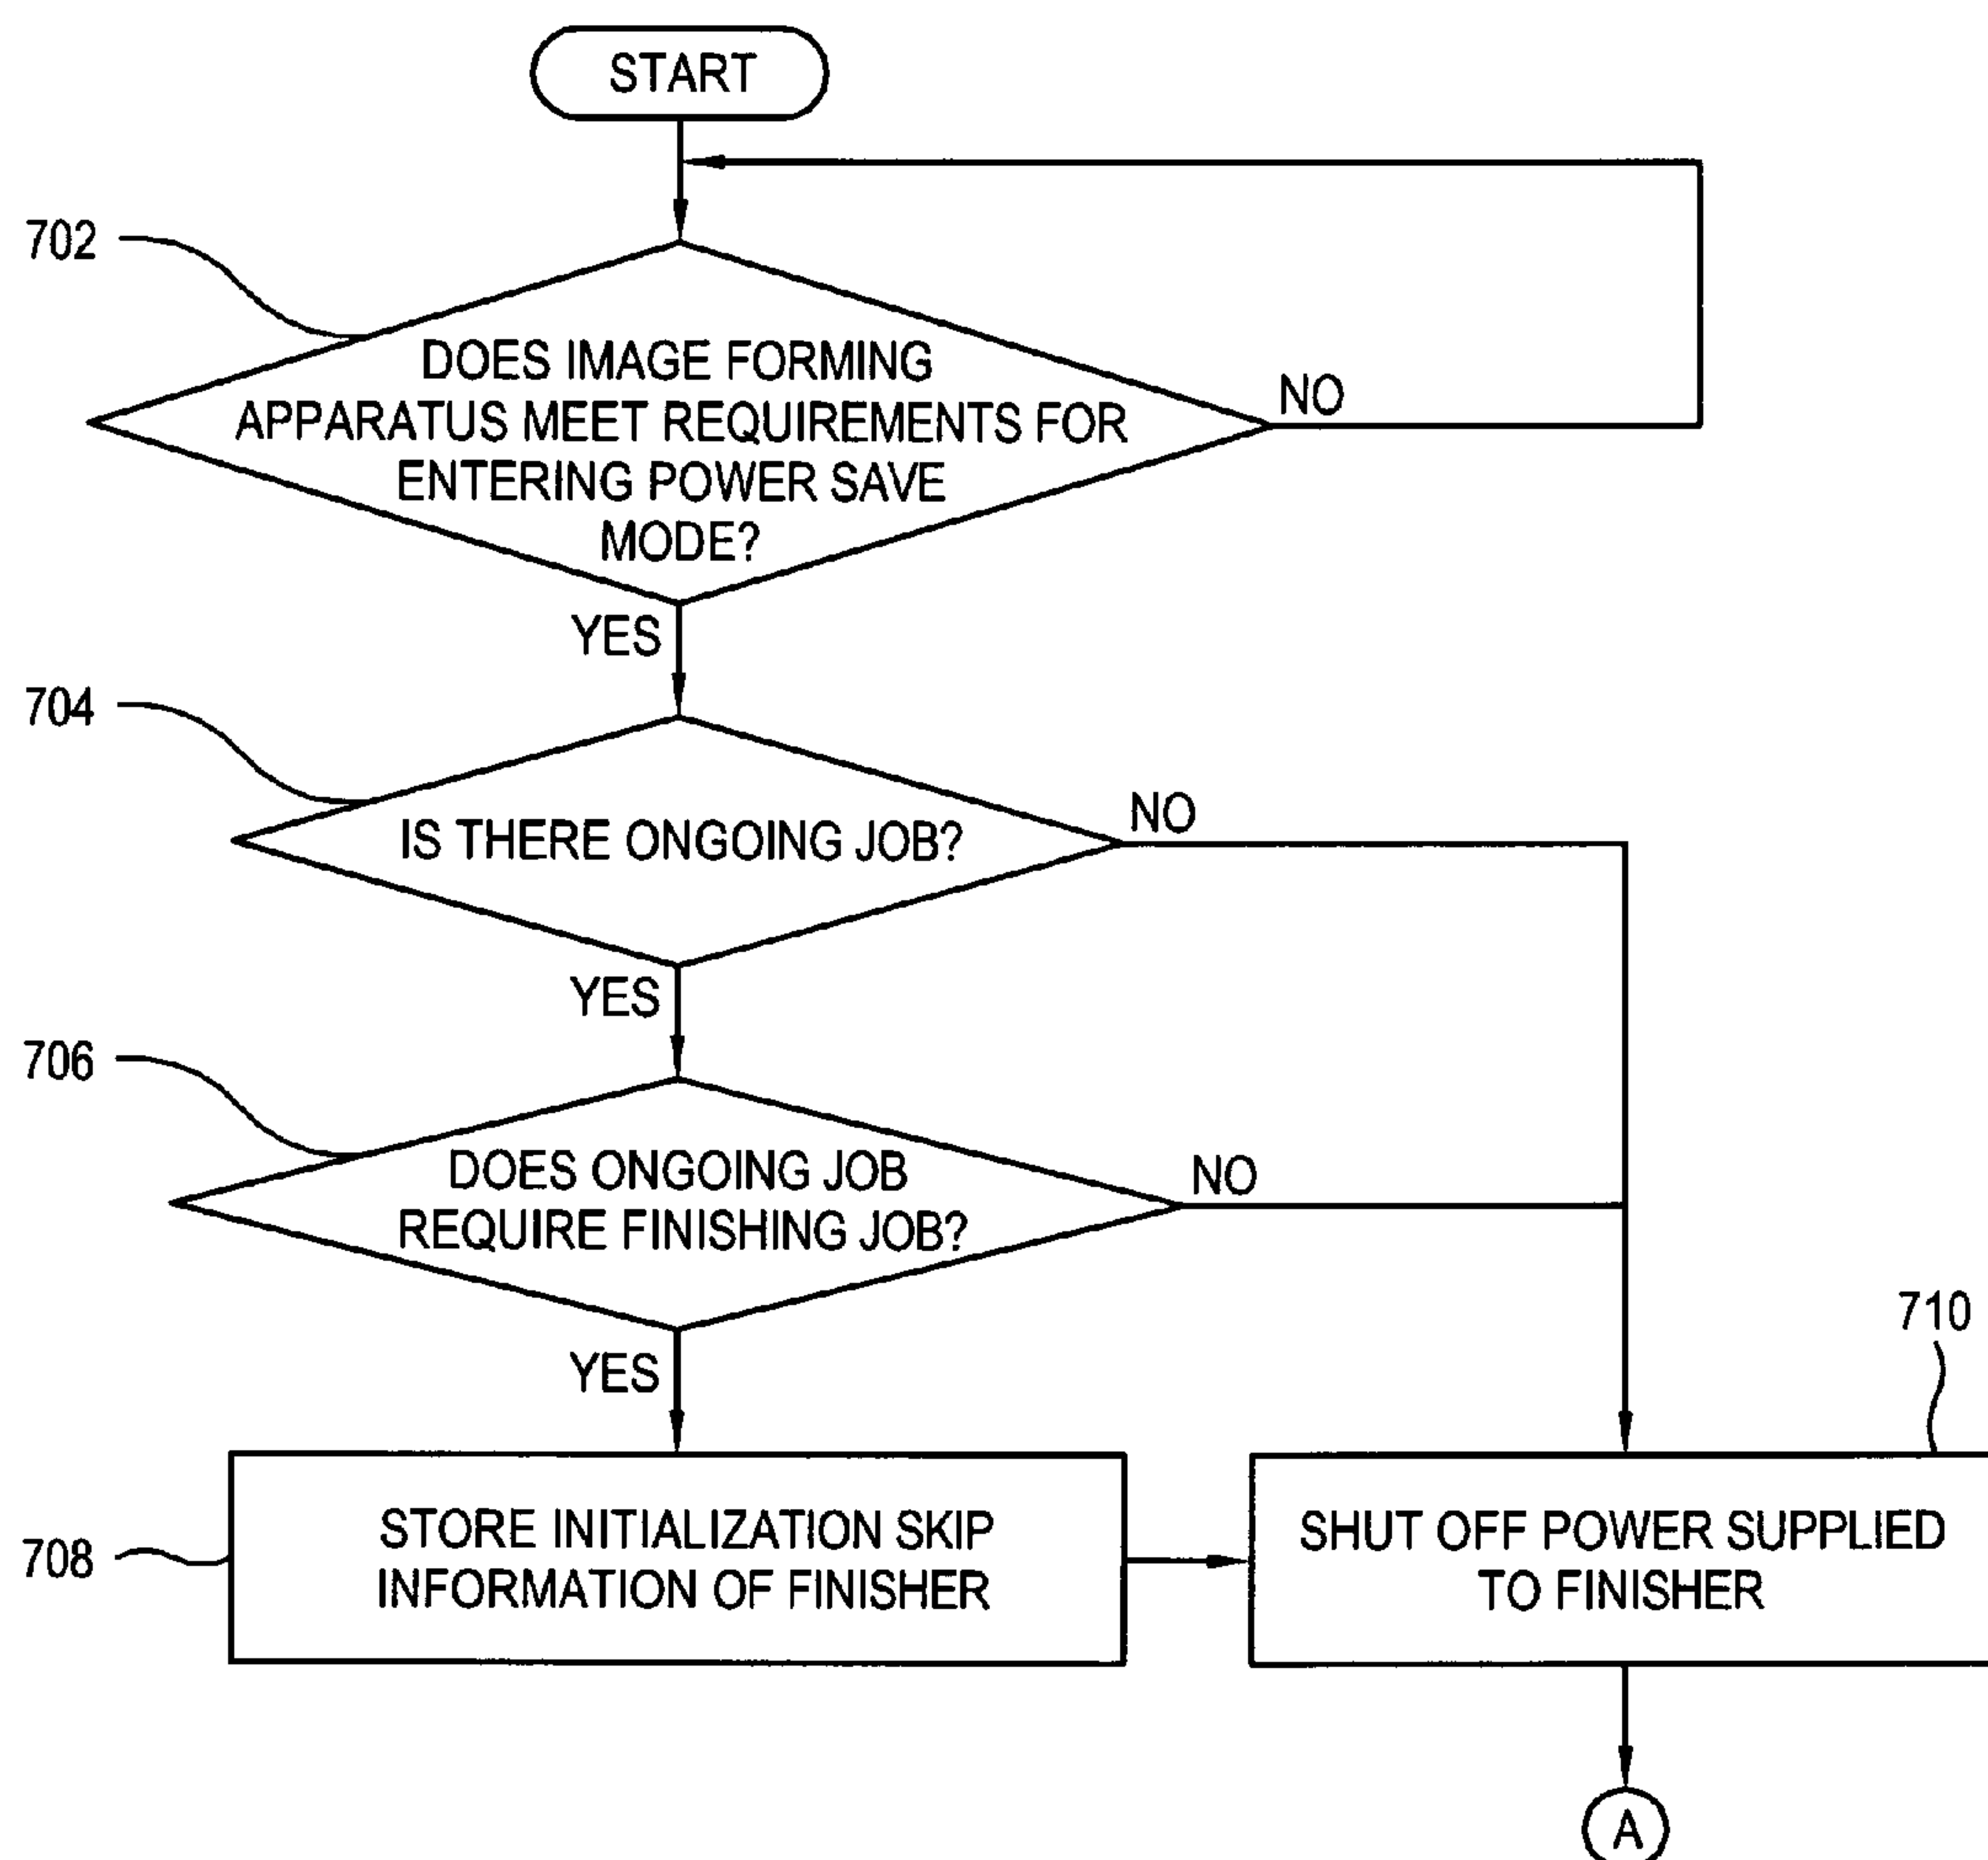 START
702
DOES IMAGE FORMING
APPARATUS MEET REQUIREMENTS FOR
ENTERING POWER SAVE
MODE?
NO
YES
704
IS THERE ONGOING JOB?
NO
YES
706
DOES ONGOING JOB
REQUIRE FINISHING JOB?
NO
YES
708
STORE INITIALIZATION SKIP
INFORMATION OF FINISHER
710
SHUT OFF POWER SUPPLIED
TO FINISHER
A